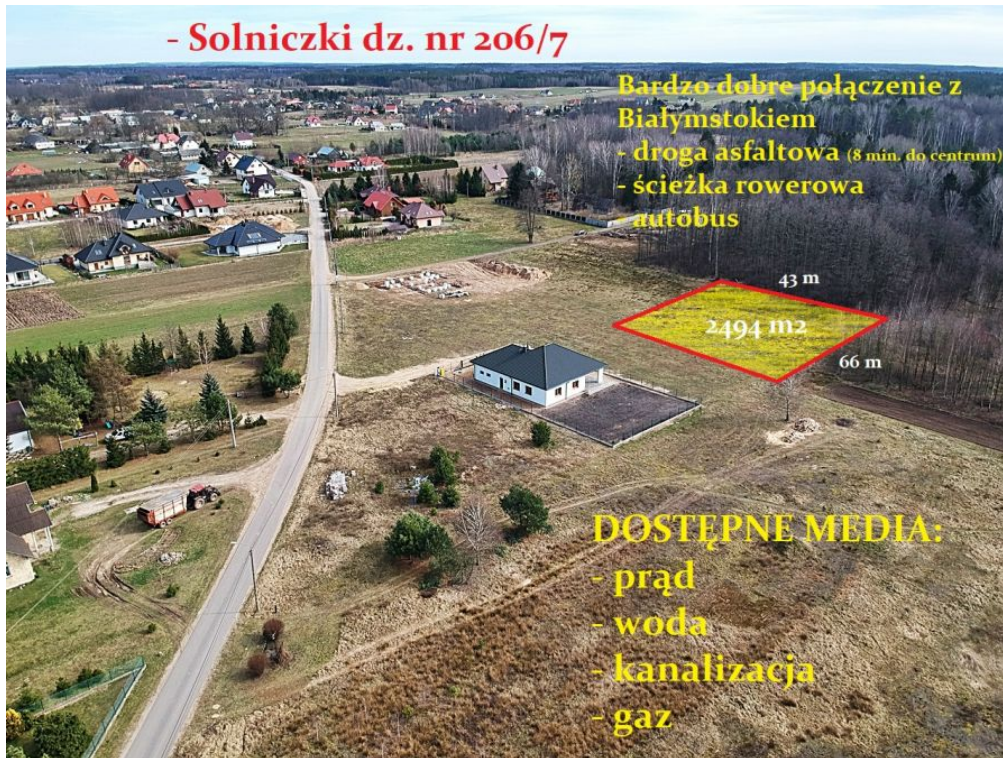 - Solniczki dz. nr 206/7
Bardzo dobre połączenie z
Białymstokiem
- droga asfaltowa (8 min. do centrum)
- ścieżka rowerowa
- autobus
43 m
2494 m2
66 m
DOSTĘPNE MEDIA:
- prąd
- woda
- kanalizacja
- gaz